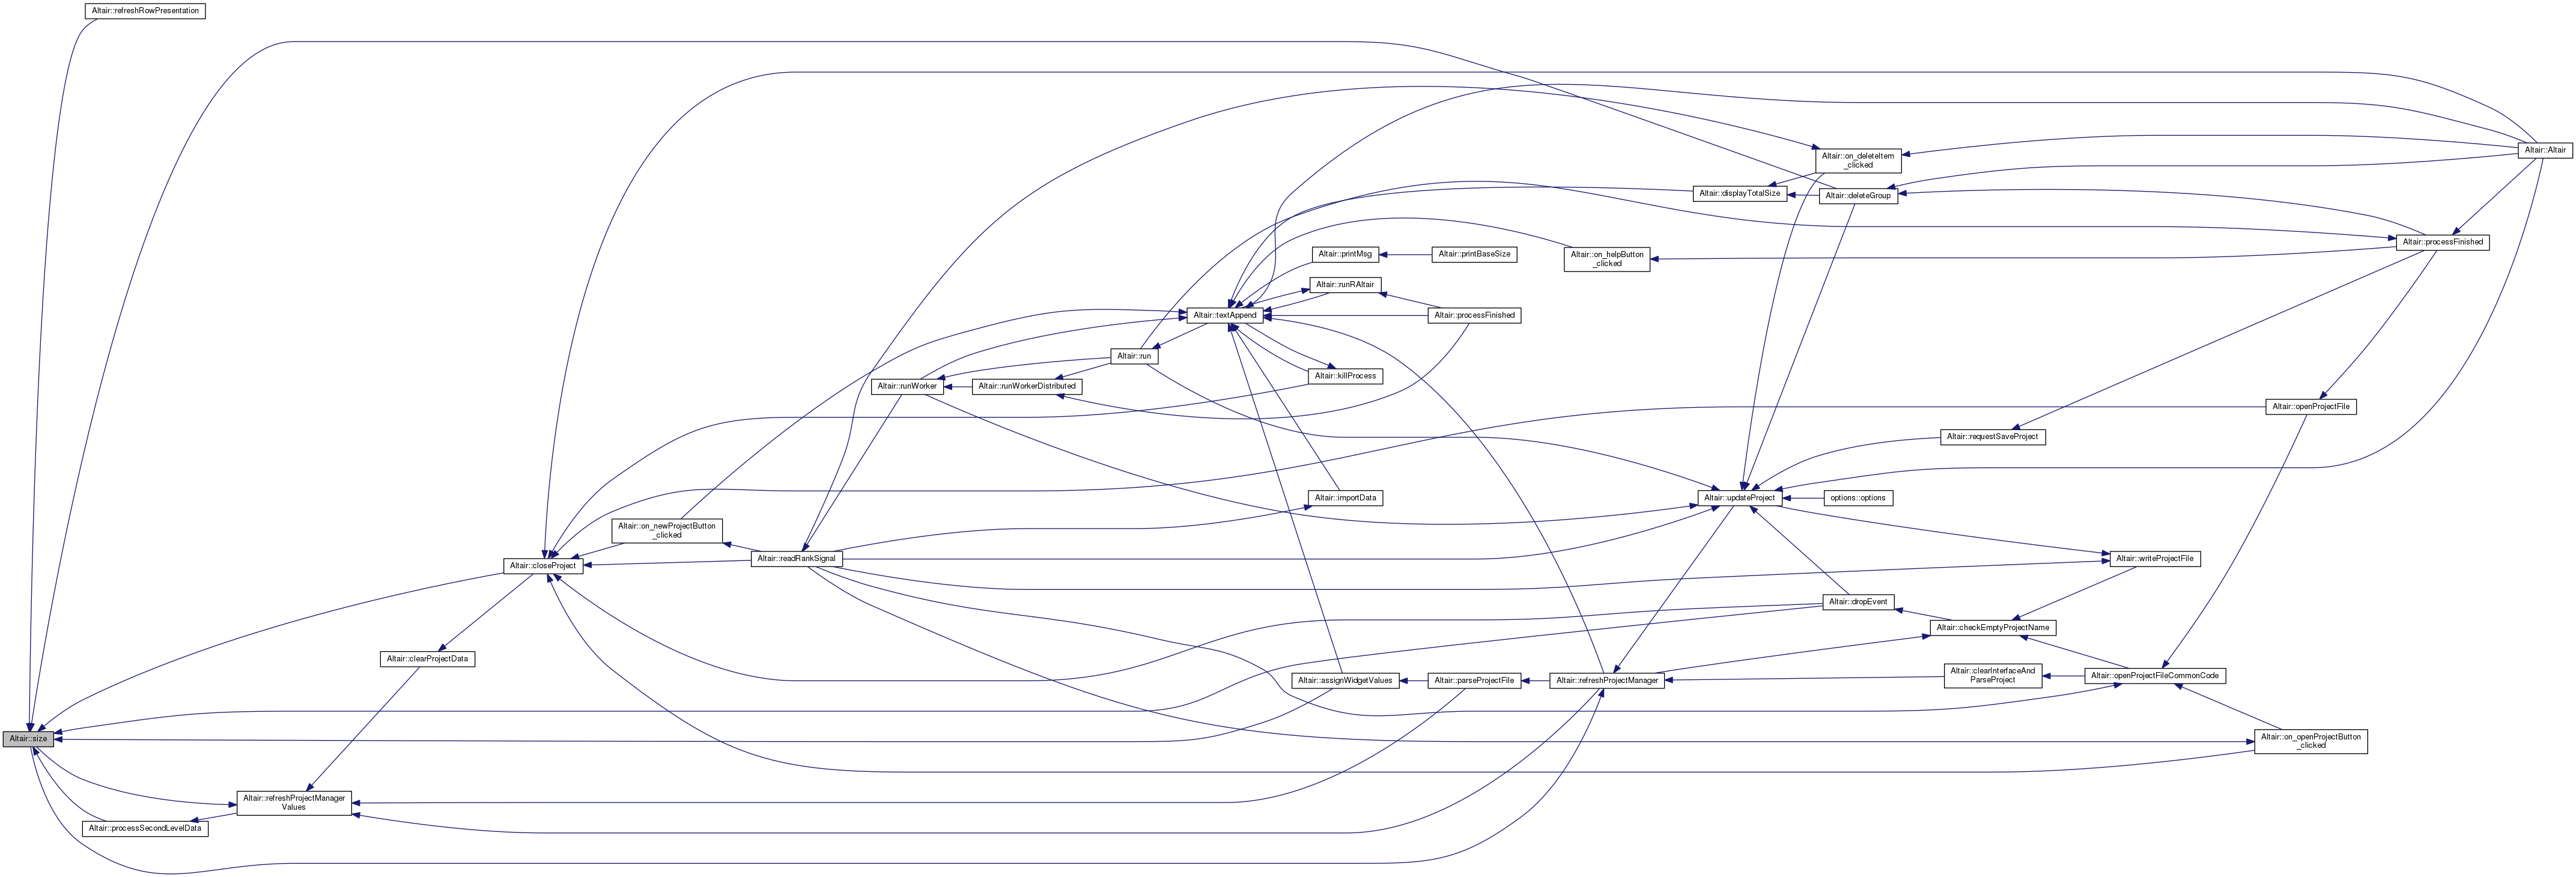 Altair::refreshRowPresentation
Altair::Altair
Altair::on_deleteItem
_clicked
Altair::displayTotalSize
Altair::deleteGroup
Altair::processFinished
Altair::printMsg
Altair::printBaseSize
Altair::on_helpButton
_clicked
Altair::runRAltair
Altair::textAppend
Altair::processFinished
Altair::run
Altair::killProcess
Altair::runWorker
Altair::runWorkerDistributed
Altair::openProjectFile
Altair::requestSaveProject
Altair::importData
Altair::updateProject
options::options
Altair::on_newProjectButton
_clicked
Altair::readRankSignal
Altair::closeProject
Altair::writeProjectFile
Altair::dropEvent
Altair::checkEmptyProjectName
Altair::clearProjectData
Altair::assignWidgetValues
Altair::parseProjectFile
Altair::refreshProjectManager
Altair::clearInterfaceAnd
ParseProject
Altair::openProjectFileCommonCode
Altair::size
Altair::on_openProjectButton
_clicked
Altair::refreshProjectManager
Values
Altair::processSecondLevelData